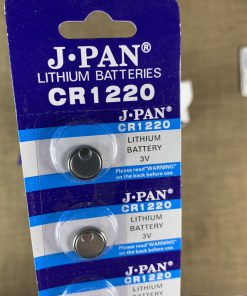 J·PAN®
LITHIUM BATTERIES
CR1220
J·PAN®
CR1220
LITHIUM
BATTERY
3V
Please read "WARNING"
on the back before use.
J·PAN®
CR1220
LITHIUM
BATTERY
3V
Please read "WARNING"
on the back before use.
J·PAN®
CR1220
LITHIUM